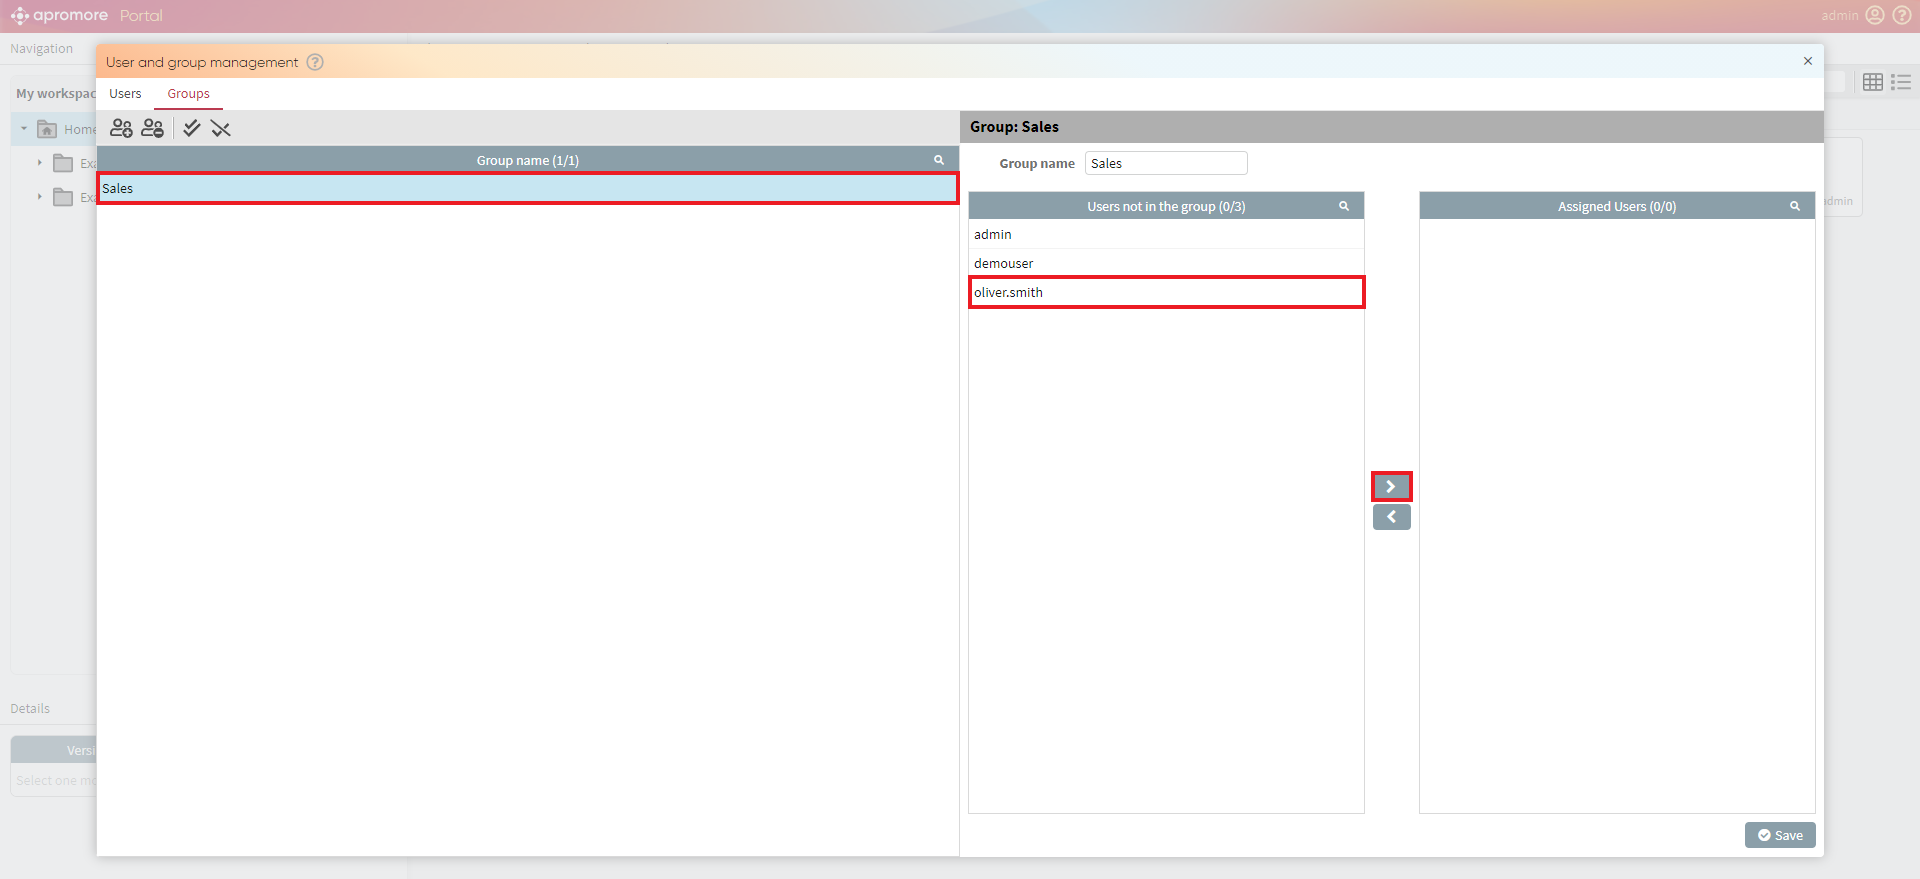 apromore Portal
admin
Navigation
User and group management
Users
Groups
My workspac
Home
Exa
Exa
Group name (1/1)
Sales
Group: Sales
Group name
Sales
Users not in the group (0/3)
admin
demouser
oliver.smith
Assigned Users (0/0)
admin
Details
Versi
Select one mo
Save